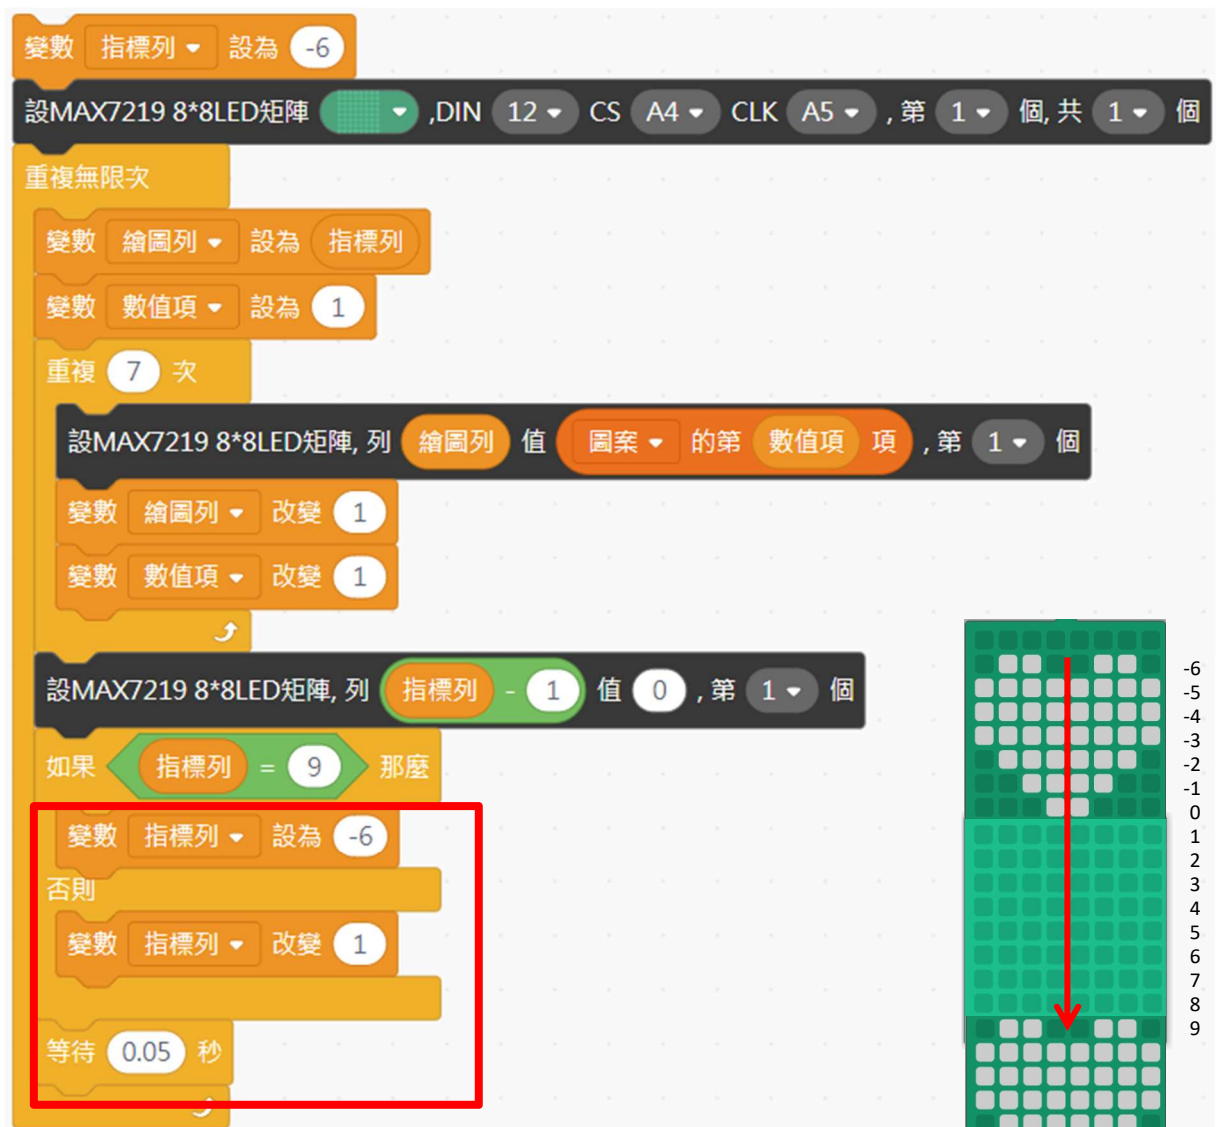 變數 指標列 設為 -6
設MAX7219 8*8LED矩陣 ,DIN 12 CS A4 CLK A5 , 第 1 個, 共 1 個
重複無限次
變數 繪圖列 設為 指標列
變數 數值項 設為 1
重複 7 次
設MAX7219 8*8LED矩陣, 列 繪圖列 值 圖案 的第 數值項 項 , 第 1 個
變數 繪圖列 改變 1
變數 數值項 改變 1
設MAX7219 8*8LED矩陣, 列 指標列 - 1 值 0 , 第 1 個
如果 指標列 = 9 那麼
變數 指標列 設為 -6
否則
變數 指標列 改變 1
等待 0.05 秒
-6
-5
-4
-3
-2
-1
0
1
2
3
4
5
6
7
8
9